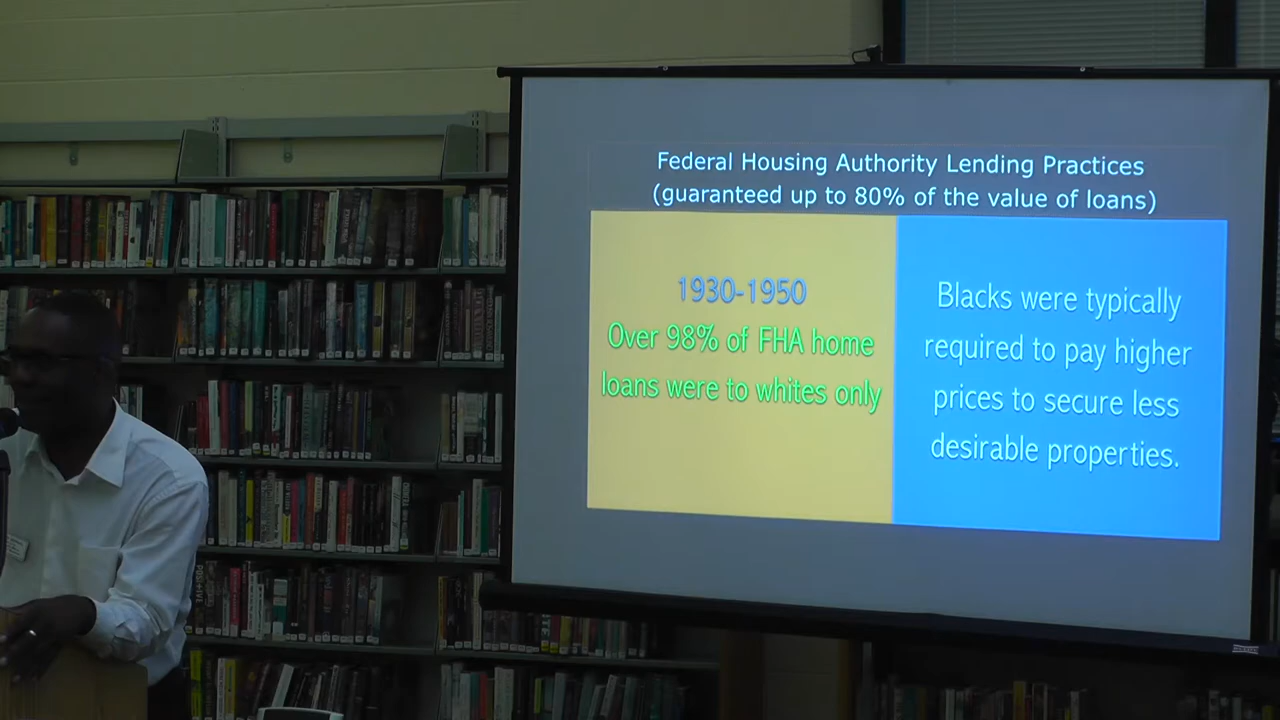 Federal Housing Authority Lending Practices
(guaranteed up to 80% of the value of loans)
1930-1950
Over 98% of FHA home
loans were to whites only
Blacks were typically
required to pay higher
prices to secure less
desirable properties.